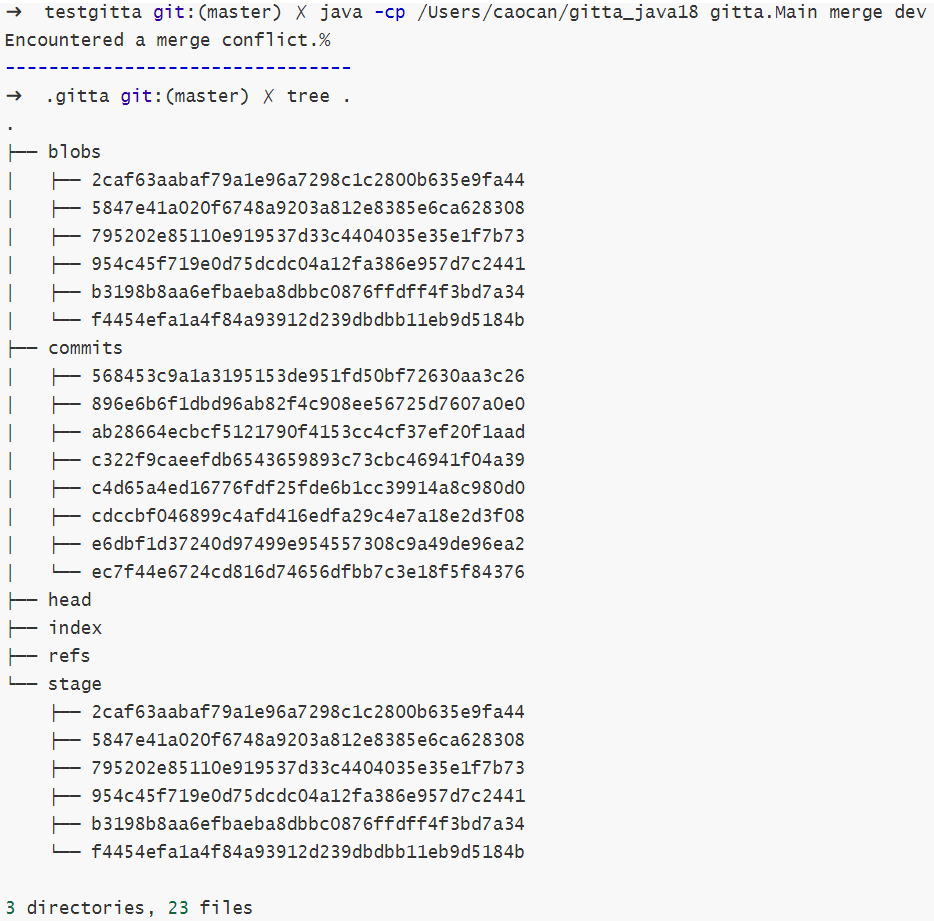 → testgitta git:(master) ✗ java -cp /Users/caocan/gitta_java18 gitta.Main merge dev
Encountered a merge conflict.%
--------------------------------
→ .gitta git:(master) ✗ tree .
.
├── blobs
│   ├── 2caf63aabaf79a1e96a7298c1c2800b635e9fa44
│   ├── 5847e41a020f6748a9203a812e8385e6ca628308
│   ├── 795202e85110e919537d33c4404035e35e1f7b73
│   ├── 954c45f719e0d75dcdc04a12fa386e957d7c2441
│   ├── b3198b8aa6efbaeba8dbbc0876ffdff4f3bd7a34
│   └── f4454efa1a4f84a93912d239dbdbb11eb9d5184b
├── commits
│   ├── 568453c9a1a3195153de951fd50bf72630aa3c26
│   ├── 896e6b6f1dbd96ab82f4c908ee56725d7607a0e0
│   ├── ab28664ecbcf5121790f4153cc4cf37ef20f1aad
│   ├── c322f9caeefdb6543659893c73cbc46941f04a39
│   ├── c4d65a4ed16776fdf25fde6b1cc39914a8c980d0
│   ├── cdccbf046899c4afd416edfa29c4e7a18e2d3f08
│   ├── e6dbf1d37240d97499e954557308c9a49de96ea2
│   └── ec7f44e6724cd816d74656dfbb7c3e18f5f84376
├── head
├── index
├── refs
└── stage
    ├── 2caf63aabaf79a1e96a7298c1c2800b635e9fa44
    ├── 5847e41a020f6748a9203a812e8385e6ca628308
    ├── 795202e85110e919537d33c4404035e35e1f7b73
    ├── 954c45f719e0d75dcdc04a12fa386e957d7c2441
    ├── b3198b8aa6efbaeba8dbbc0876ffdff4f3bd7a34
    └── f4454efa1a4f84a93912d239dbdbb11eb9d5184b
3 directories, 23 files